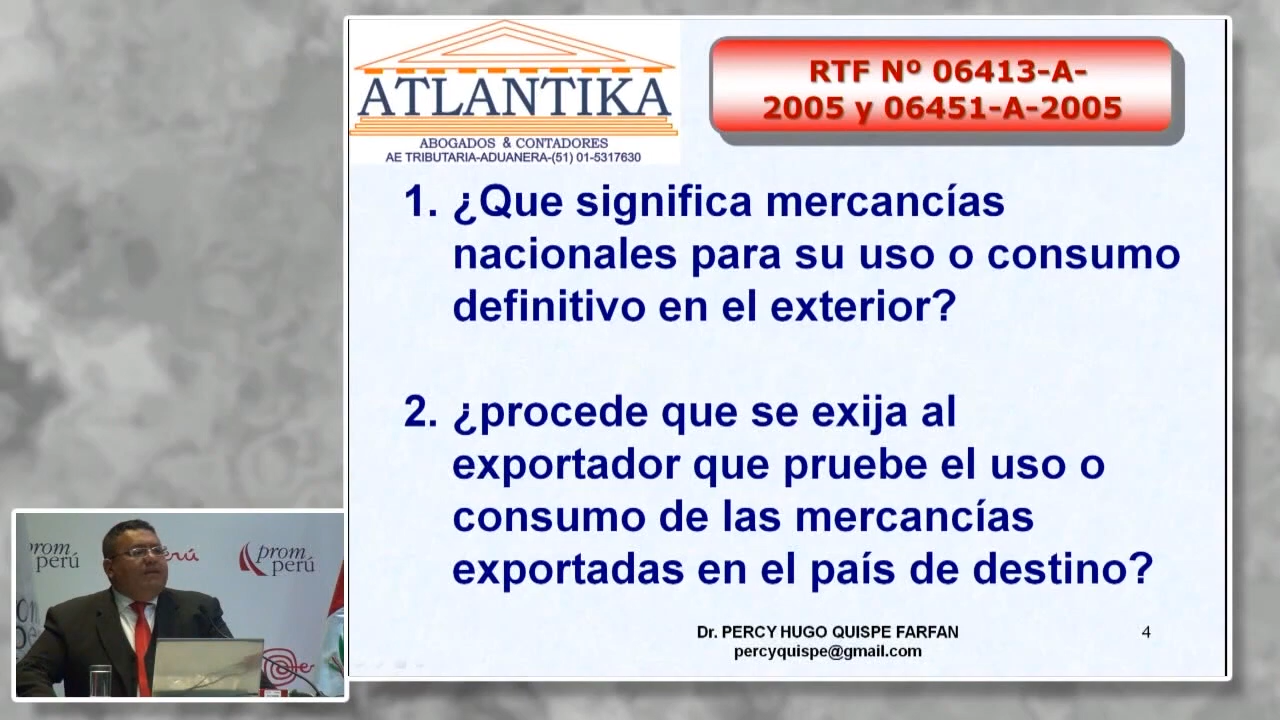 ATLANTIKA
ABOGADOS & CONTADORES
AE TRIBUTARIA-ADUANERA-(51) 01-5317630
RTF Nº 06413-A-
2005 y 06451-A-2005
1. ¿Que significa mercancías
nacionales para su uso o consumo
definitivo en el exterior?
2. ¿procede que se exija al
exportador que pruebe el uso o
consumo de las mercancías
exportadas en el país de destino?
Dr. PERCY HUGO QUISPE FARFAN
percyquispe@gmail.com
4
prom
perú